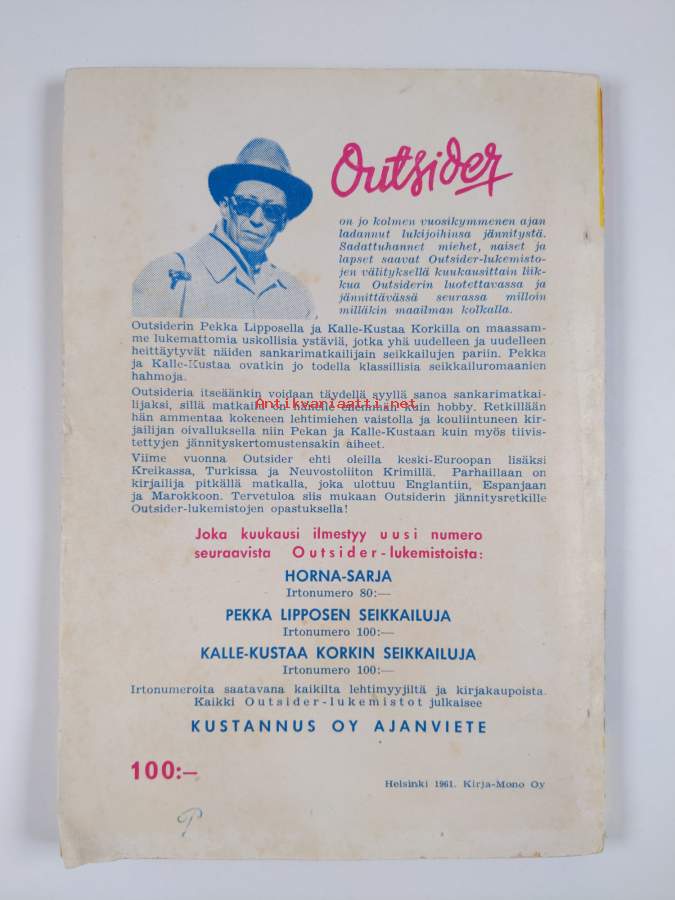 Outsider
on jo kolmen vuosikymmenen ajan
ladannut lukijoihinsa jännitystä.
Sadattuhannet miehet, naiset ja
lapset saavat Outsider-lukemisto-
jen välityksellä kuukausittain liik-
kua Outsiderin luotettavassa ja
jännittävässä seurassa milloin
milläkin maailman kolkalla.
Outsiderin Pekka Lipposella ja Kalle-Kustaa Korkilla on maassam-
me lukemattomia uskollisia ystäviä, jotka yhä uudelleen ja uudelleen
heittäytyvät näiden sankarimatkailijain seikkailujen pariin. Pekka
ja Kalle-Kustaa ovatkin jo todella klassillisia seikkailuromaanien
hahmoja.
Outsideria itseäänkin voidaan täydellä syyllä sanoa sankarimatkai-
lijaksi, sillä matkailu on hänelle enemmän kuin hobby. Retkillään
Antikvariaatti.net
hän ammentaa kokeneen lehtimiehen vaistolla ja kouliintuneen kir-
jailijan oivalluksella niin Pekan ja Kalle-Kustaan kuin myös tiivis-
tettyjen jännityskertomustensakin aiheet.
Viime vuonna Outsider ehti oleilla keski-Euroopan lisäksi
Kreikassa, Turkissa ja Neuvostoliiton Krimillä. Parhaillaan on
kirjailija pitkällä matkalla, joka ulottuu Englantiin, Espanjaan
ja Marokkoon. Tervetuloa siis mukaan Outsiderin jännitysretkille
Outsider-lukemistojen opastuksella!
Joka kuukausi ilmestyy uusi numero
seuraavista Outsider-lukemistoista:
HORNA-SARJA
Irtonumero 80:—
PEKKA LIPPOSEN SEIKKAILUJA
Irtonumero 100:—
KALLE-KUSTAA KORKIN SEIKKAILUJA
Irtonumero 100:—
Irtonumeroita saatavana kaikilta lehtimyyjiltä ja kirjakaupoista.
Kaikki Outsider-lukemistot julkaisee
KUSTANNUS OY AJANVIETE
100:—
Helsinki 1961. Kirja-Mono Oy
P